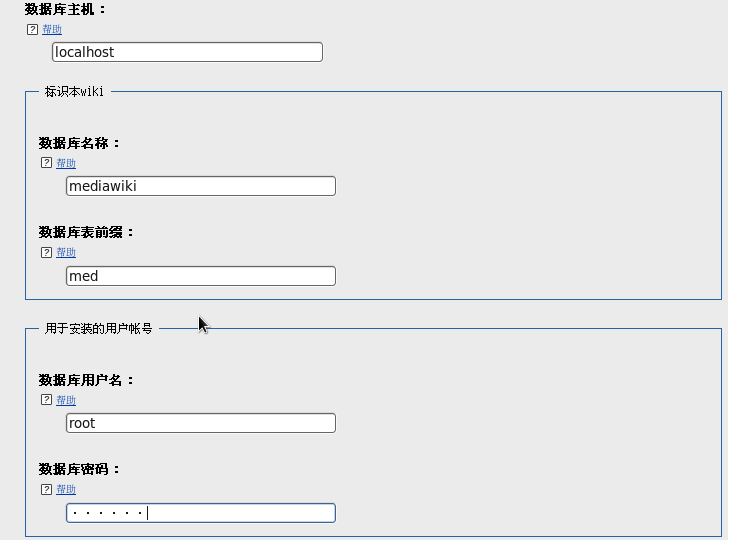 数据库主机：
? 帮助
localhost
标识本wiki
数据库名称：
? 帮助
mediawiki
数据库表前缀：
? 帮助
med
用于安装的用户帐号
数据库用户名：
? 帮助
root
数据库密码：
? 帮助
······